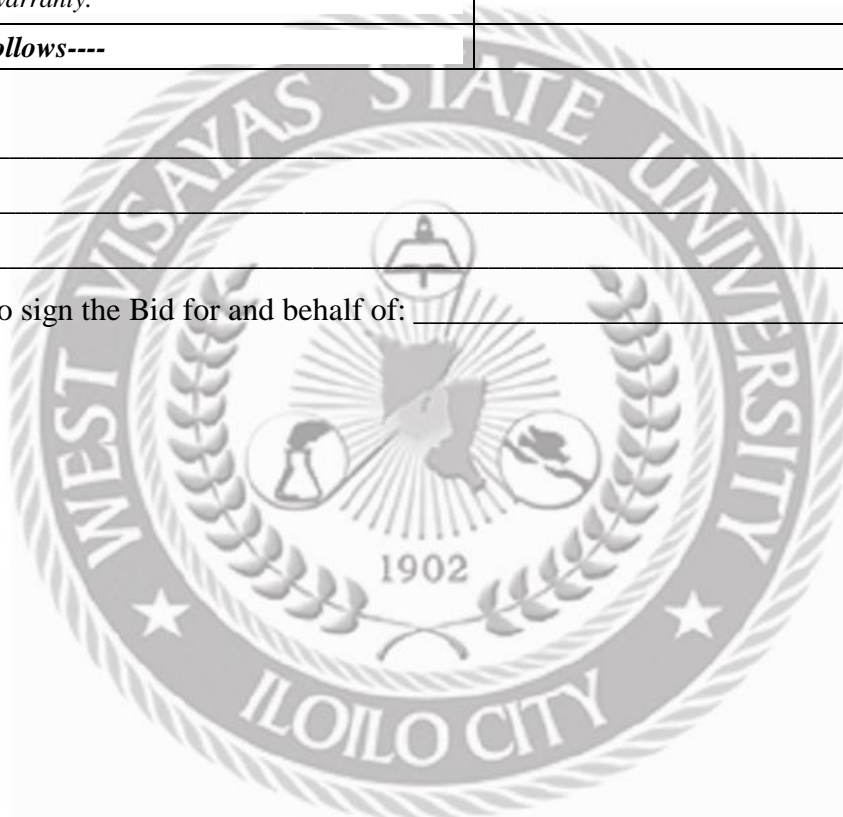 warranty.
ollows----
o sign the Bid for and behalf of:
WEST VISAYAS STATE UNIVERSITY
1902
ILOILO CITY